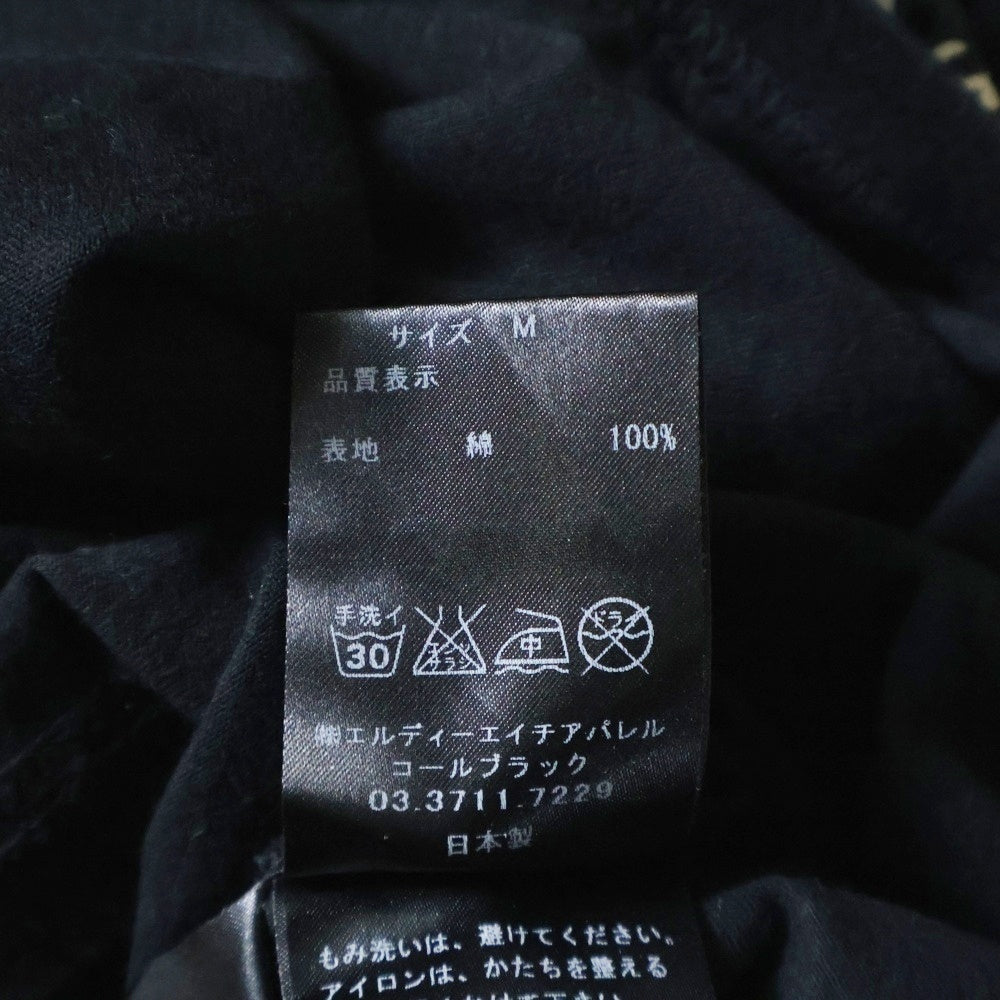 サイズ M
品質表示
表地 綿 100%
手洗イ
30
中
ドライ
㈱エルディーエイチアパレル
コールブラック
03.3711.7229
日本製
もみ洗いは、避けてください。
アイロンは、かたちを整える